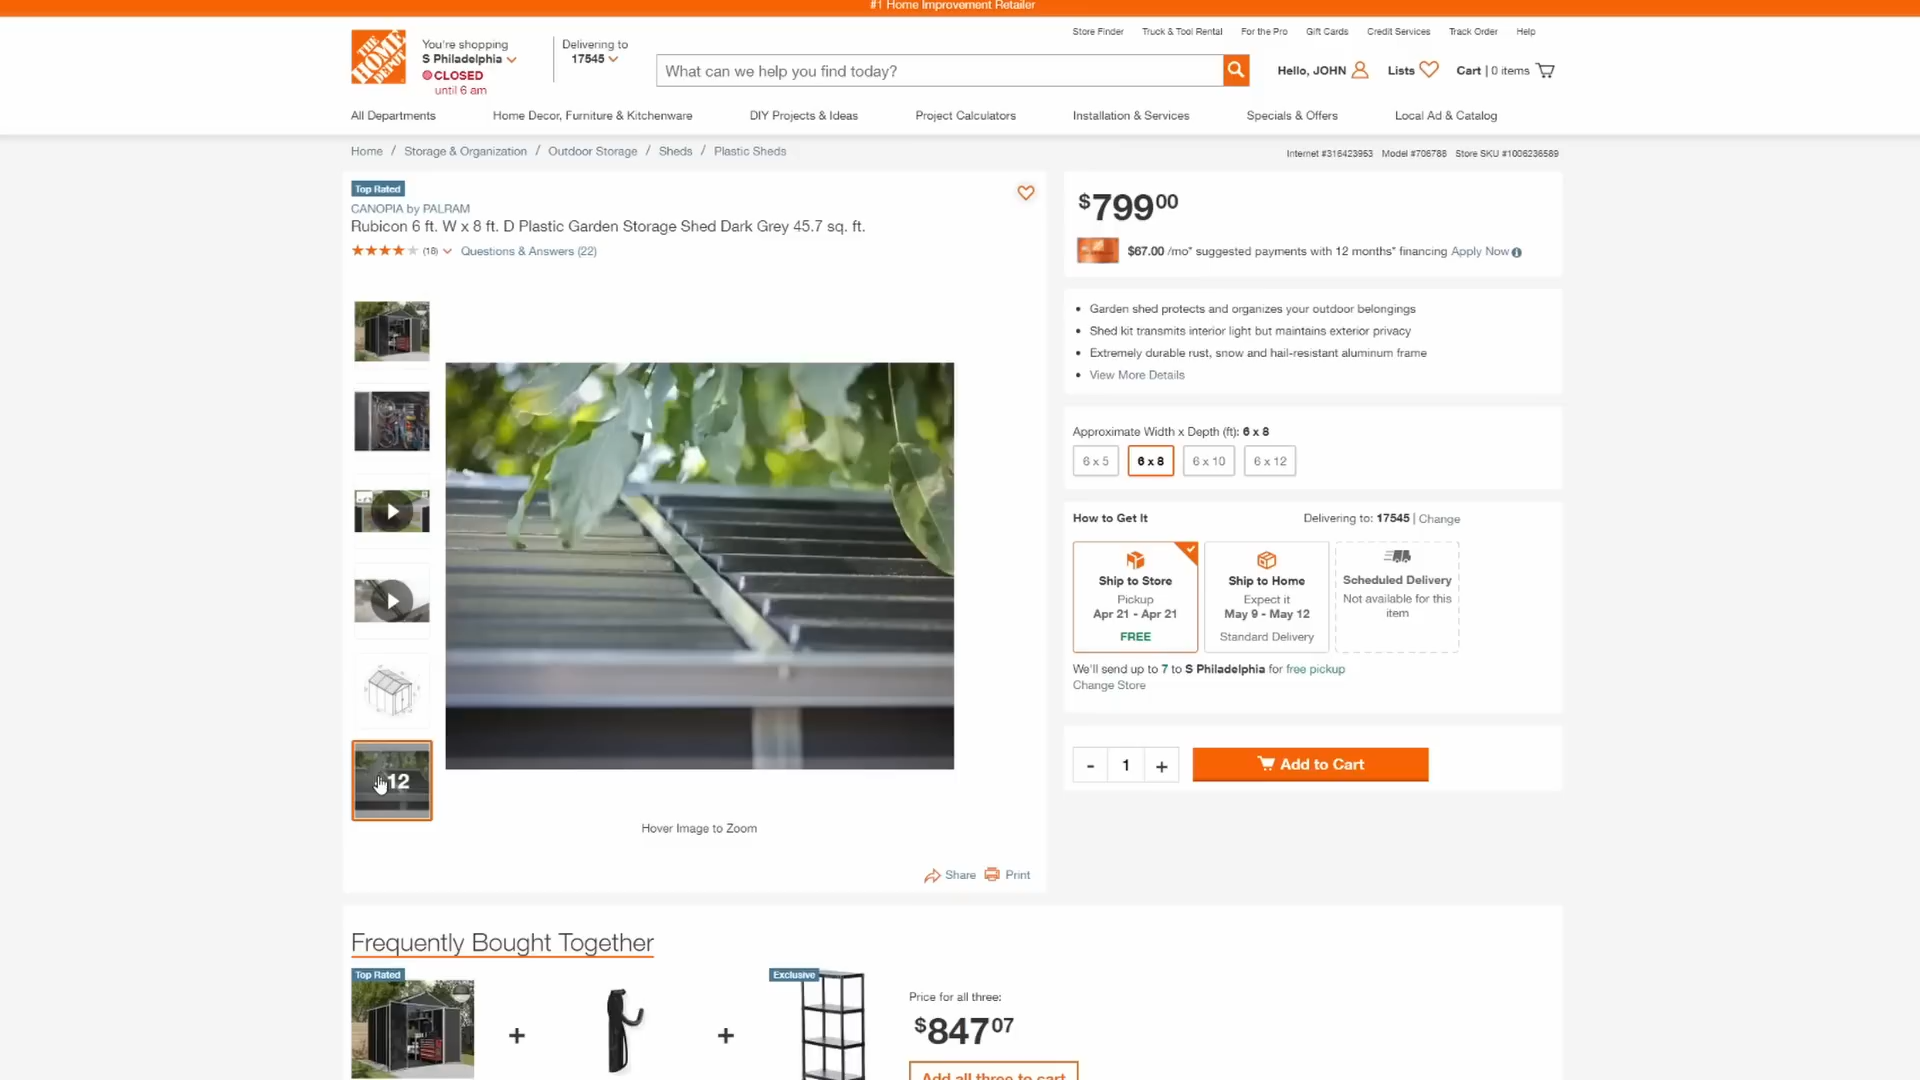 #1 Home Improvement Retailer
THE HOME DEPOT
You're shopping
S Philadelphia
CLOSED
until 6 am
Delivering to
17545
What can we help you find today?
Store Finder
Truck & Tool Rental
For the Pro
Gift Cards
Credit Services
Track Order
Help
Hello, JOHN
Lists
Cart | 0 items
All Departments
Home Decor, Furniture & Kitchenware
DIY Projects & Ideas
Project Calculators
Installation & Services
Specials & Offers
Local Ad & Catalog
Home / Storage & Organization / Outdoor Storage / Sheds / Plastic Sheds
Internet #316423953 Model #706788 Store SKU #1006236589
Top Rated
CANOPIA by PALRAM
Rubicon 6 ft. W x 8 ft. D Plastic Garden Storage Shed Dark Grey 45.7 sq. ft.
(18)
Questions & Answers (22)
12
Hover Image to Zoom
Share
Print
$799 00
$67.00 /mo* suggested payments with 12 months* financing Apply Now
• Garden shed protects and organizes your outdoor belongings
• Shed kit transmits interior light but maintains exterior privacy
• Extremely durable rust, snow and hail-resistant aluminum frame
• View More Details
Approximate Width x Depth (ft): 6 x 8
6 x 5
6 x 8
6 x 10
6 x 12
How to Get It
Delivering to: 17545 | Change
Ship to Store
Pickup
Apr 21 - Apr 21
FREE
Ship to Home
Expect it
May 9 - May 12
Standard Delivery
Scheduled Delivery
Not available for this
item
We'll send up to 7 to S Philadelphia for free pickup
Change Store
- 1 +
Add to Cart
Frequently Bought Together
Top Rated
+
+
Exclusive
Price for all three:
$847 07
Add all three to cart